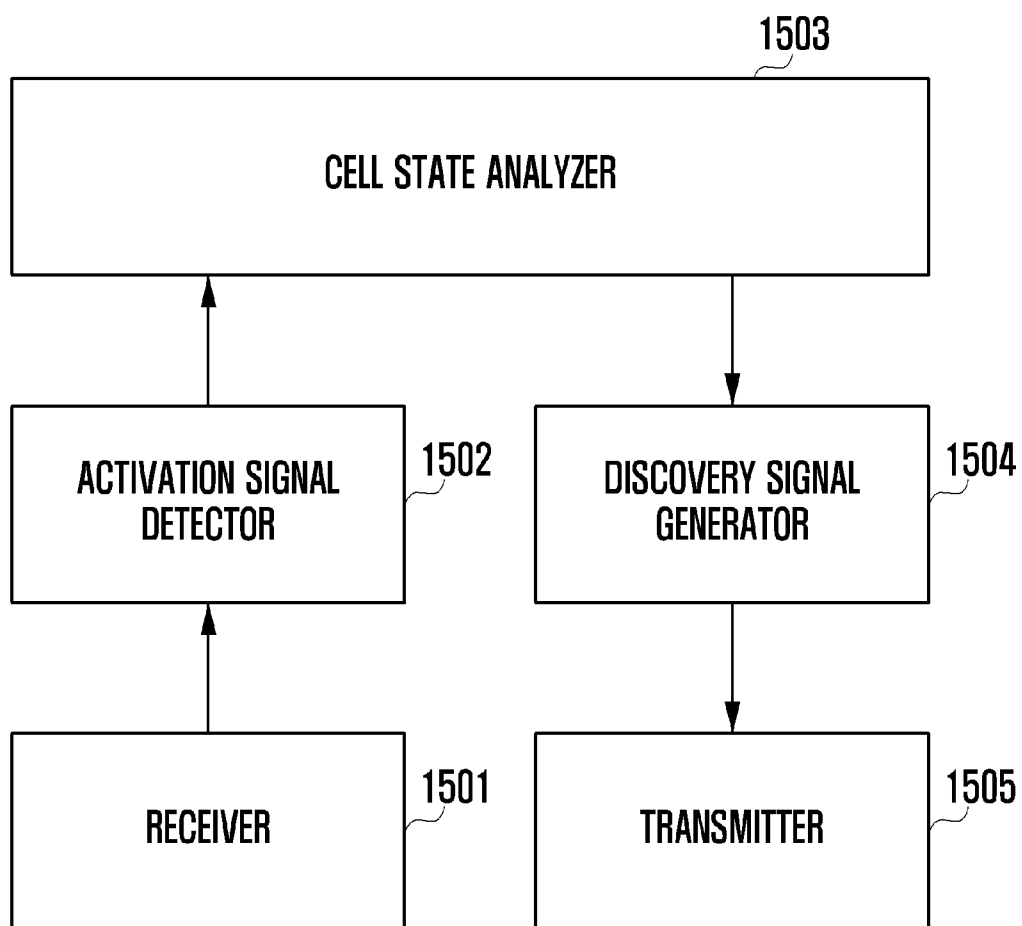 1503
CELL STATE ANALYZER
ACTIVATION SIGNAL
DETECTOR
1502
DISCOVERY SIGNAL
GENERATOR
1504
RECEIVER
1501
TRANSMITTER
1505